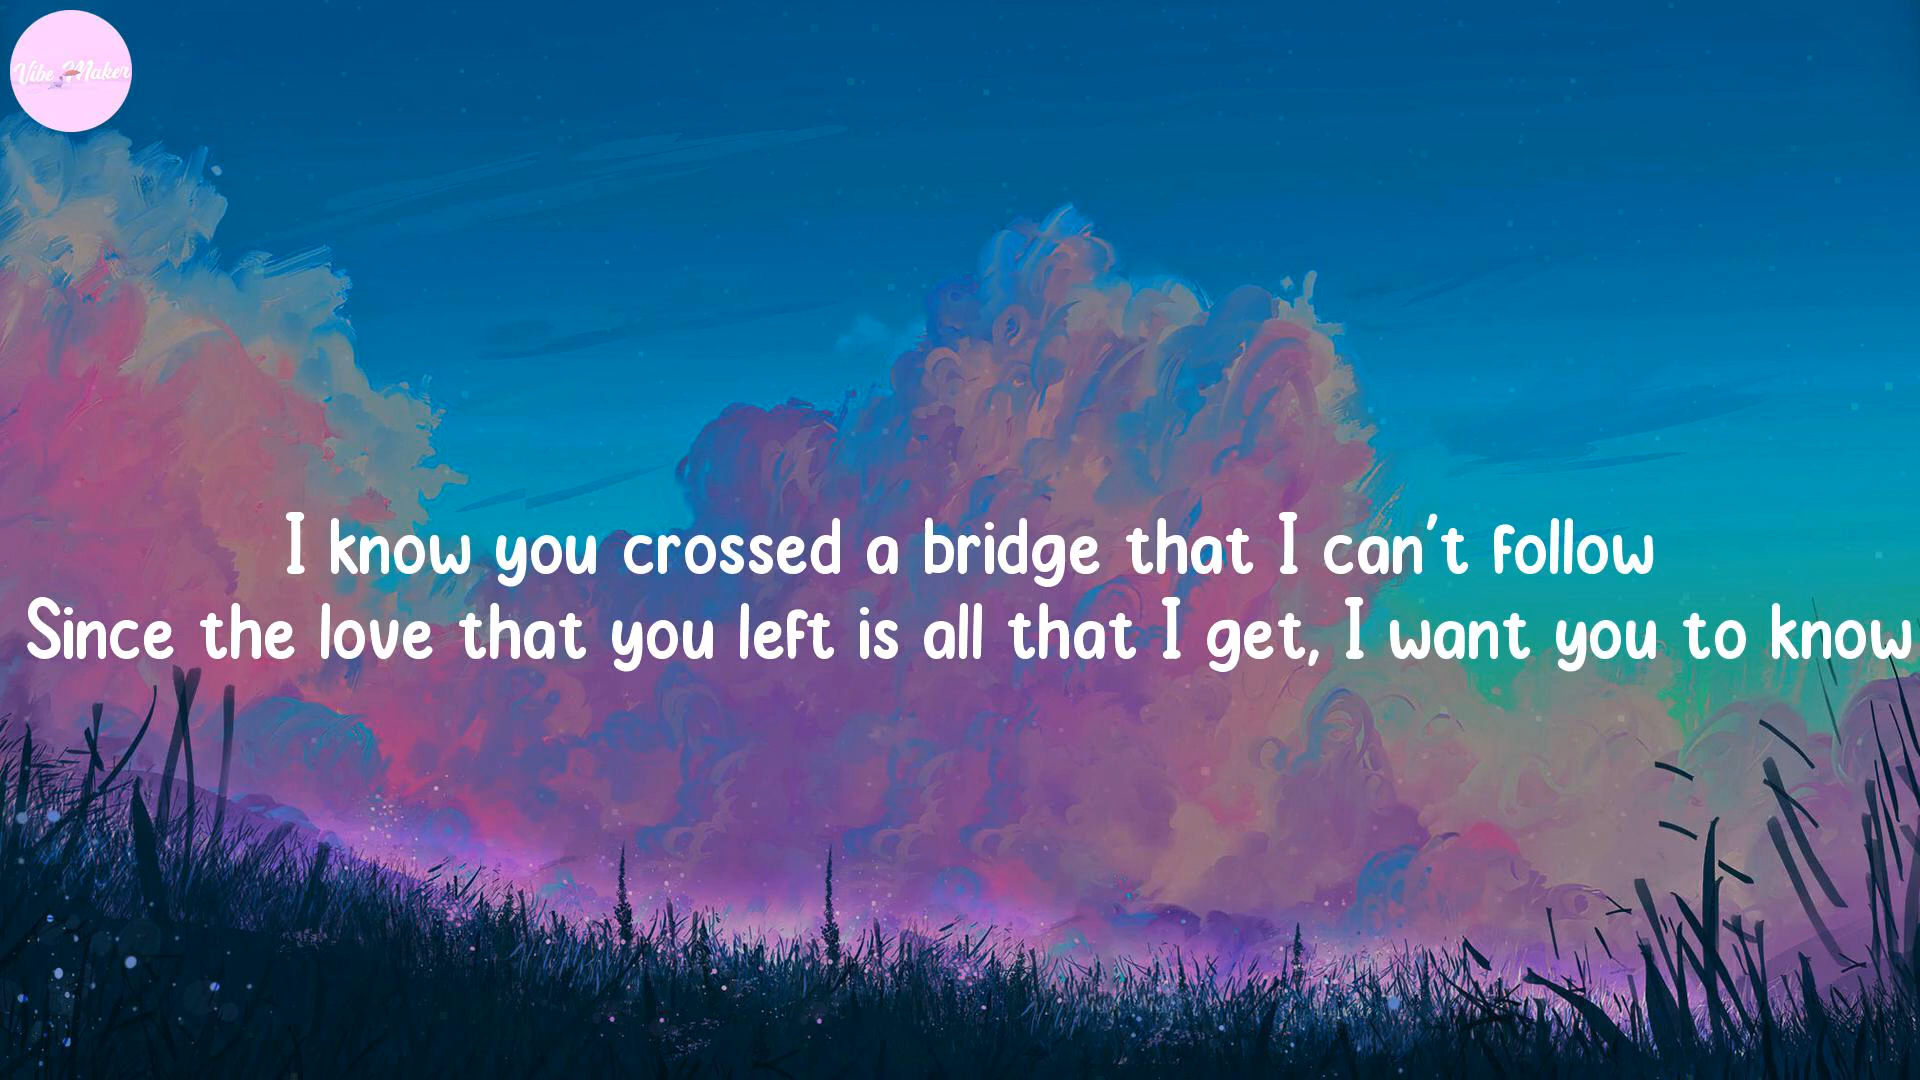 Vibe Maker
I know you crossed a bridge that I can't follow
Since the love that you left is all that I get, I want you to know